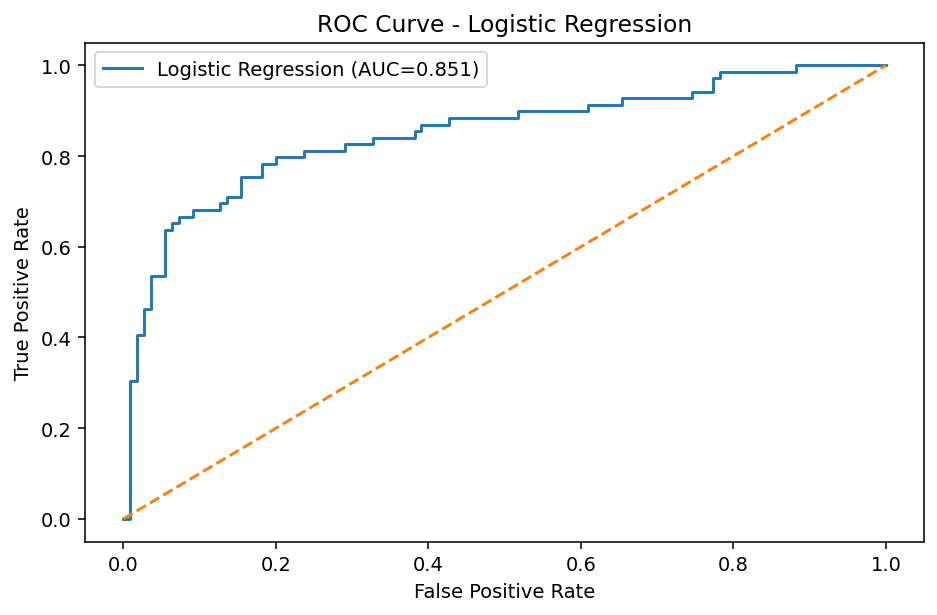 ROC Curve - Logistic Regression
Logistic Regression (AUC=0.851)
True Positive Rate
1.0
0.8
0.6
0.4
0.2
0.0
0.0 0.2 0.4 0.6 0.8 1.0
False Positive Rate